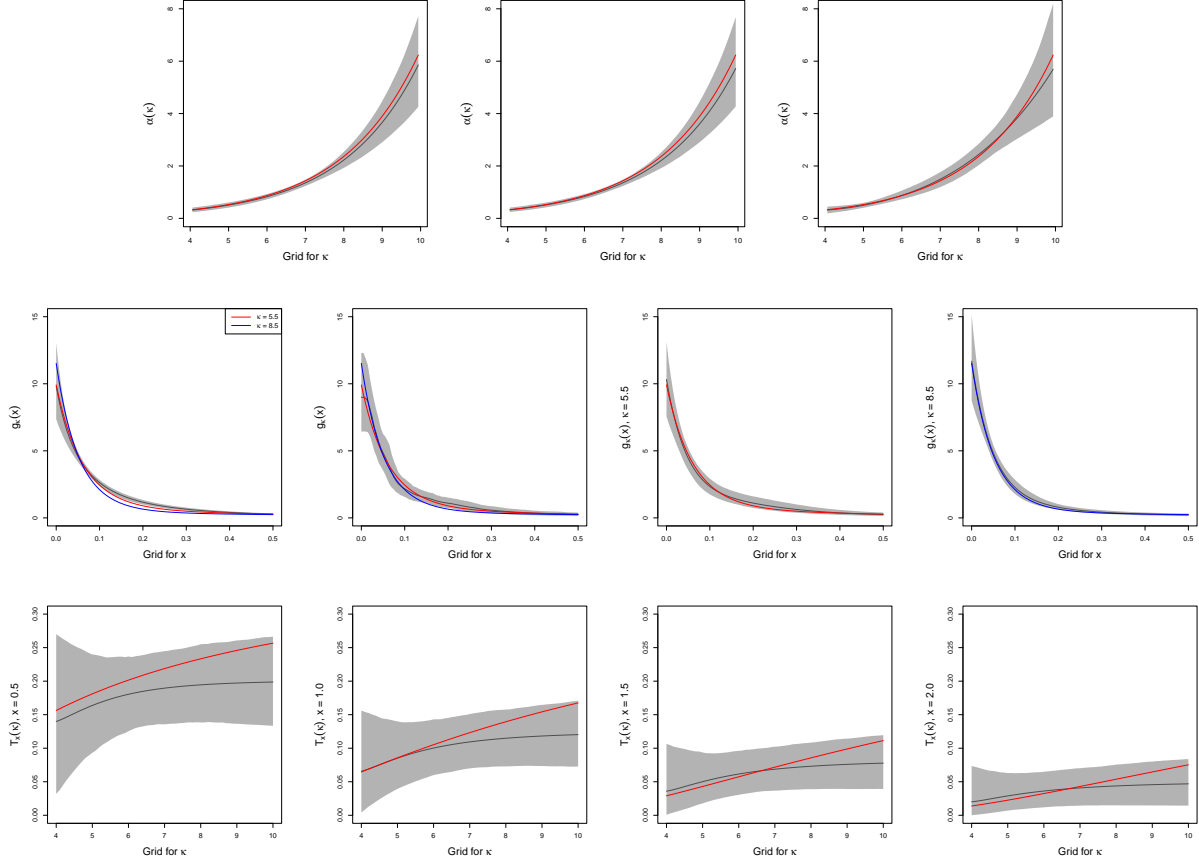 0 2 4 6 8
α(κ)
4 5 6 7 8 9 10
Grid for κ
0 2 4 6 8
α(κ)
4 5 6 7 8 9 10
Grid for κ
0 2 4 6 8
α(κ)
4 5 6 7 8 9 10
Grid for κ
0 5 10 15
gκ(x)
κ = 5.5
κ = 8.5
0.0 0.1 0.2 0.3 0.4 0.5
Grid for x
0 5 10 15
gκ(x)
0.0 0.1 0.2 0.3 0.4 0.5
Grid for x
0 5 10 15
gκ(x), κ = 5.5
0.0 0.1 0.2 0.3 0.4 0.5
Grid for x
0 5 10 15
gκ(x), κ = 8.5
0.0 0.1 0.2 0.3 0.4 0.5
Grid for x
0.00 0.05 0.10 0.15 0.20 0.25 0.30
Tx(κ), x = 0.5
4 5 6 7 8 9 10
Grid for κ
0.00 0.05 0.10 0.15 0.20 0.25 0.30
Tx(κ), x = 1.0
4 5 6 7 8 9 10
Grid for κ
0.00 0.05 0.10 0.15 0.20 0.25 0.30
Tx(κ), x = 1.5
4 5 6 7 8 9 10
Grid for κ
0.00 0.05 0.10 0.15 0.20 0.25 0.30
Tx(κ), x = 2.0
4 5 6 7 8 9 10
Grid for κ